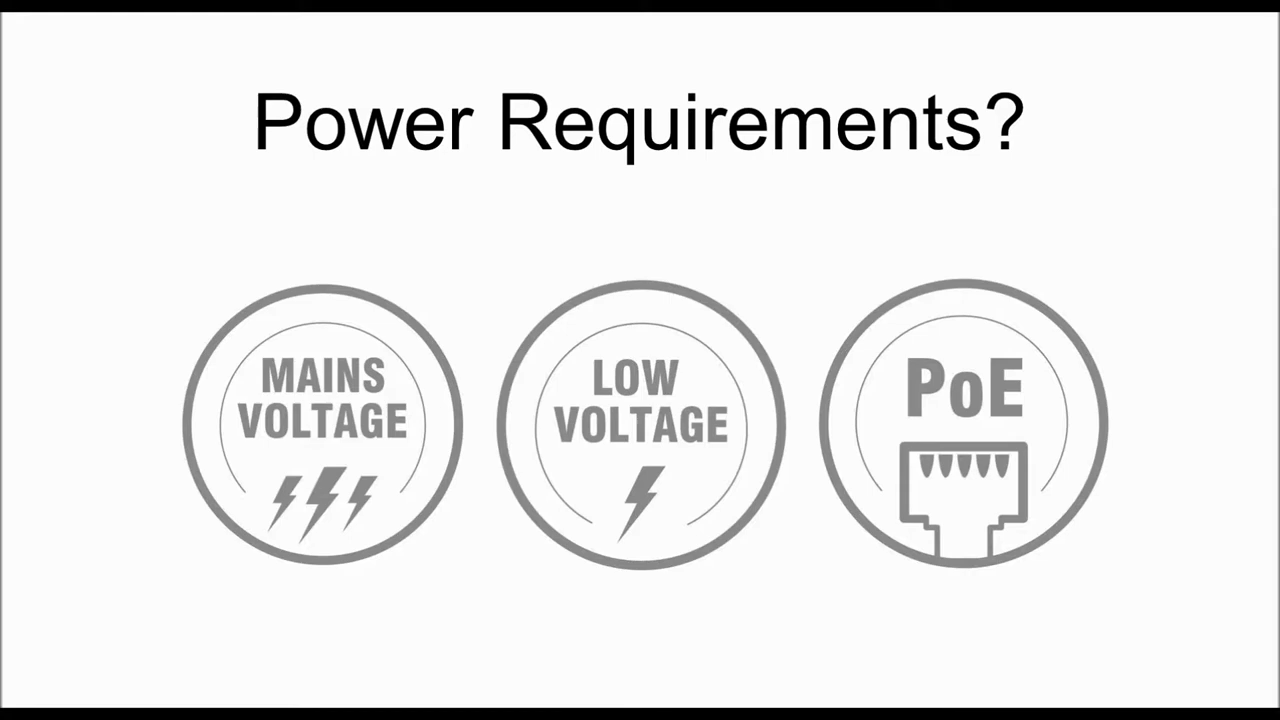 Power Requirements?
MAINS
VOLTAGE
LOW
VOLTAGE
PoE